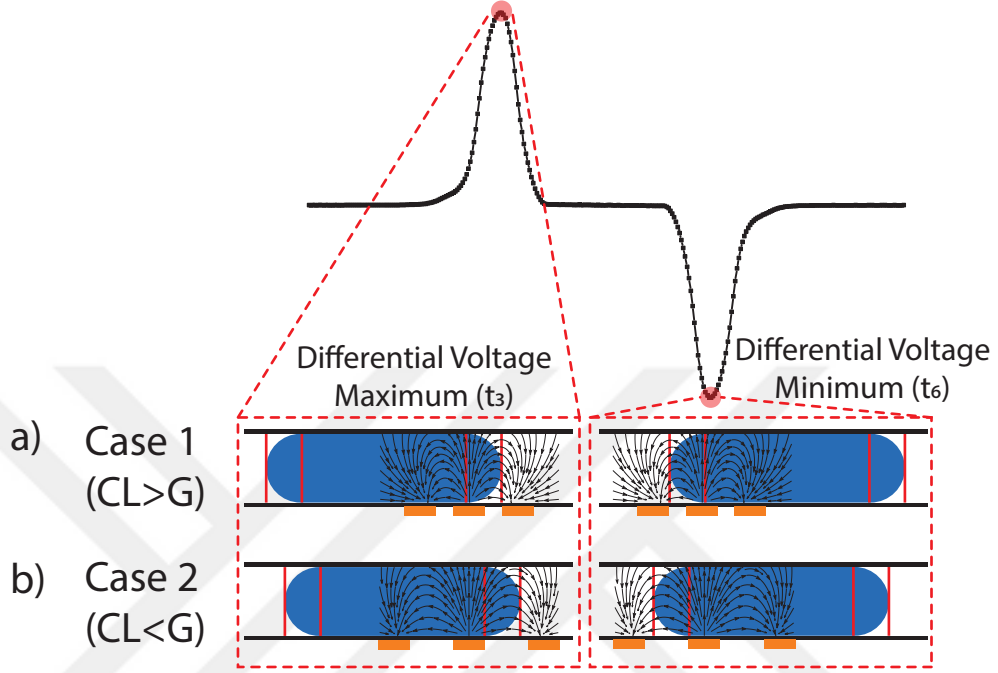 Differential Voltage
Maximum (t₃)
Differential Voltage
Minimum (t₆)
a) Case 1
(CL>G)
b) Case 2
(CL<G)